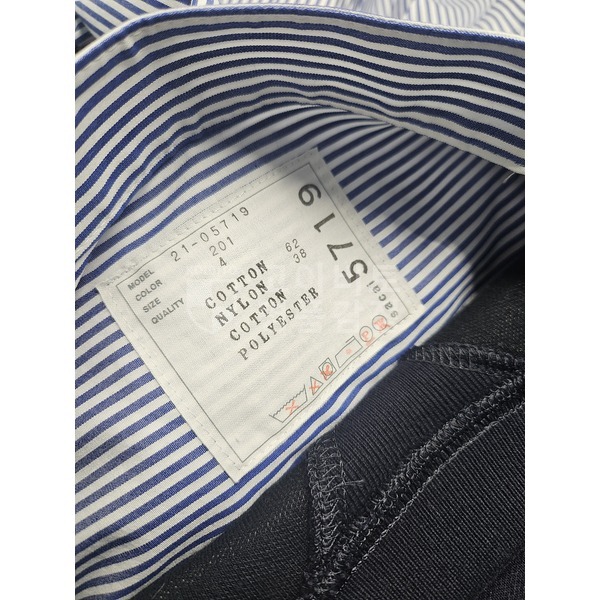 MODEL 21-05719
COLOR 201
SIZE 4
QUALITY COTTON 62
NYLON 38
COTTON
POLYESTER
5719
sacai